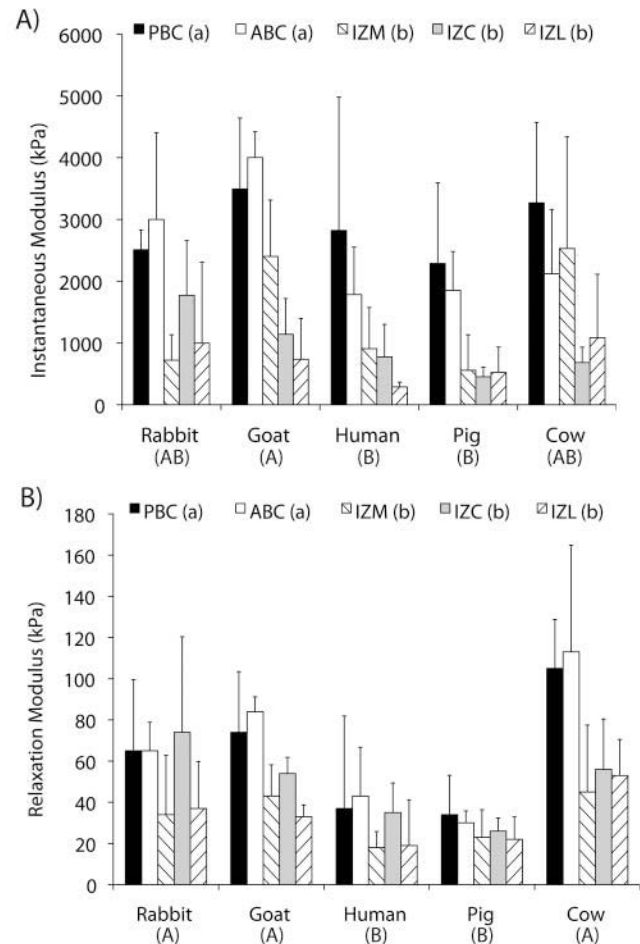 A)
PBC (a) ABC (a) IZM (b) IZC (b) IZL (b)
Instantaneous Modulus (kPa)
6000
5000
4000
3000
2000
1000
0
Rabbit Goat Human Pig Cow
(AB) (A) (B) (B) (AB)
B)
PBC (a) ABC (a) IZM (b) IZC (b) IZL (b)
Relaxation Modulus (kPa)
180
160
140
120
100
80
60
40
20
0
Rabbit Goat Human Pig Cow
(A) (A) (B) (B) (A)